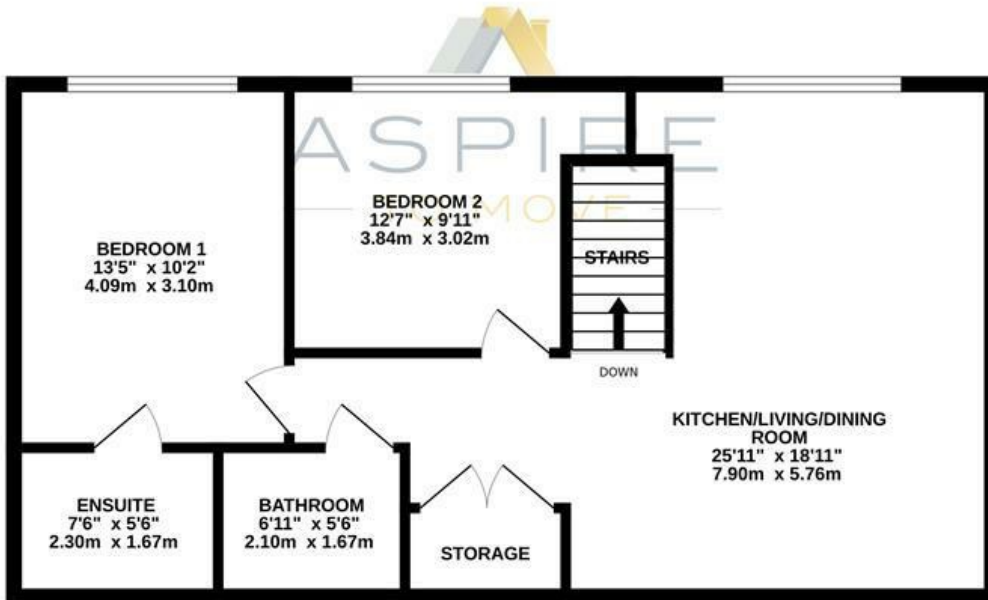 ASPIRE
TO MOVE
BEDROOM 1
13'5" x 10'2"
4.09m x 3.10m
BEDROOM 2
12'7" x 9'11"
3.84m x 3.02m
STAIRS
DOWN
KITCHEN/LIVING/DINING
ROOM
25'11" x 18'11"
7.90m x 5.76m
ENSUITE
7'6" x 5'6"
2.30m x 1.67m
BATHROOM
6'11" x 5'6"
2.10m x 1.67m
STORAGE